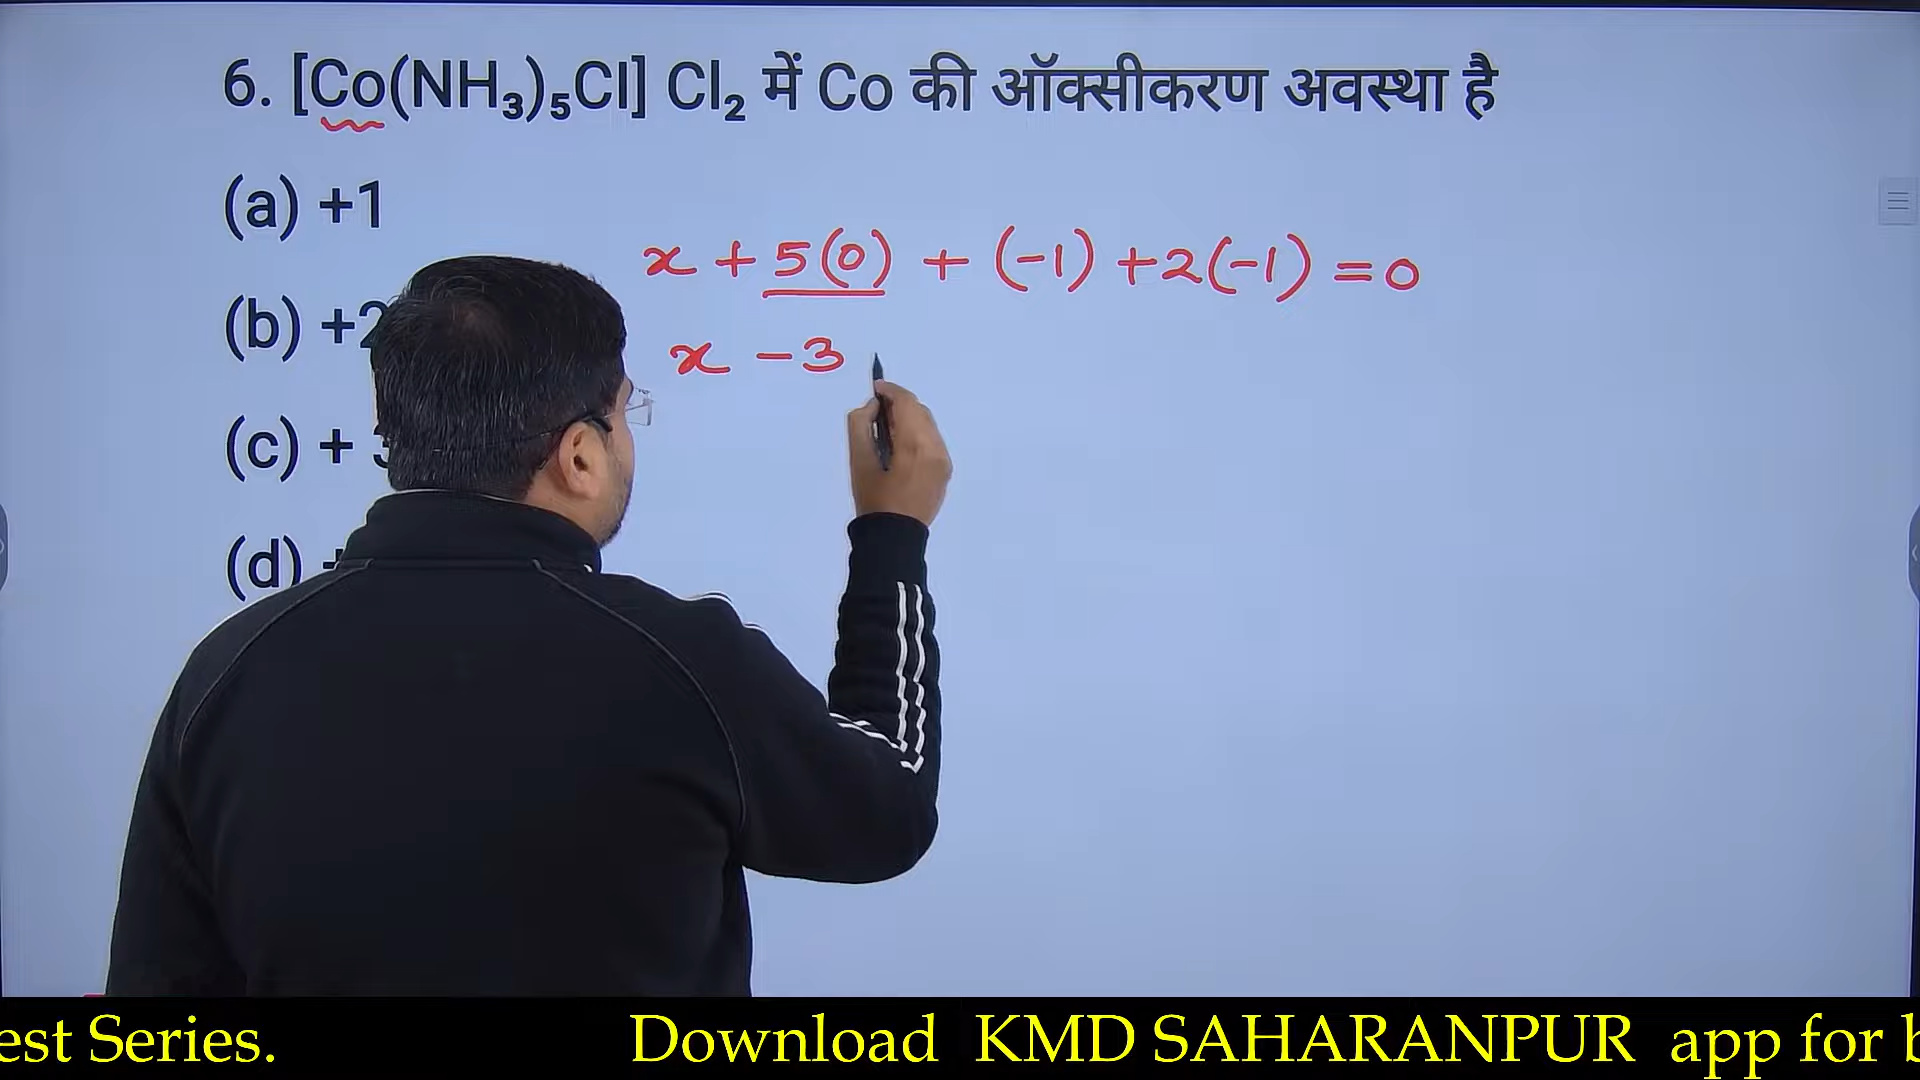 6. [Co(NH₃)₅Cl] Cl₂ में Co की ऑक्सीकरण अवस्था है
(a) +1
x + 5(0) + (-1) + 2(-1) = 0
(b) +2
x - 3
(c) + 3
(d)
est Series. Download KMD SAHARANPUR app for